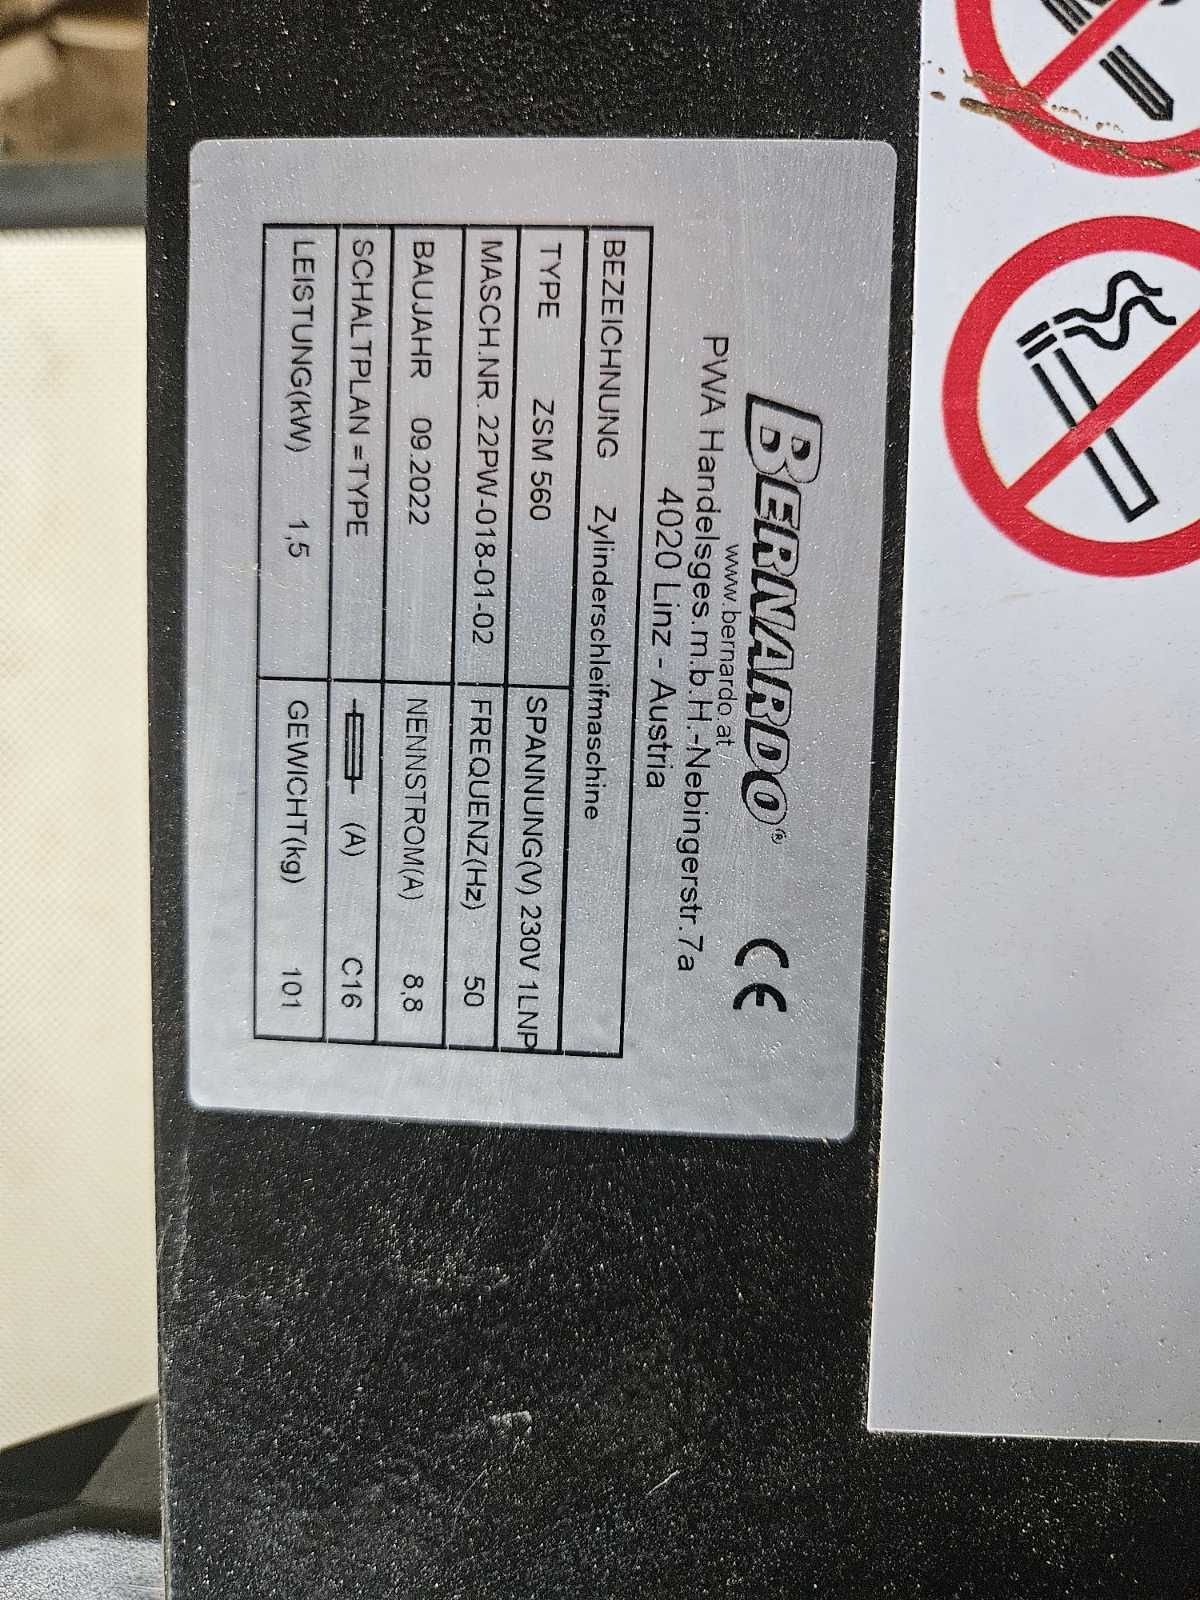 BERNARDO® CE
www.bernardo.at
PWA Handelsges.m.b.H.-Nebingerstr.7a
4020 Linz - Austria
BEZEICHNUNG Zylinderschleifmaschine
TYPE ZSM 560 SPANNUNG(V) 230V 1LNP
MASCH.NR. 22PW-018-01-02 FREQUENZ(Hz) 50
BAUJAHR 09.2022 NENNSTROM(A) 8,8
SCHALTPLAN =TYPE (A) C16
LEISTUNG(kW) 1,5 GEWICHT(kg) 101